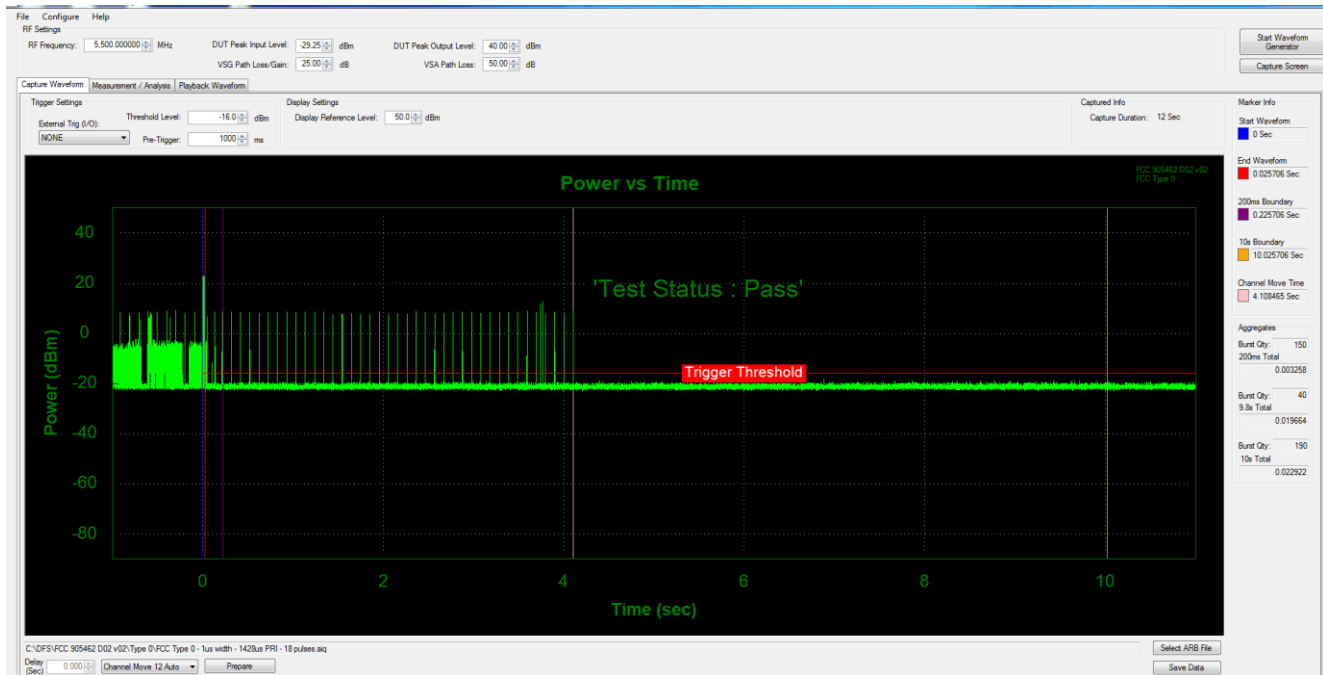 File Configure Help
RF Settings
RF Frequency: 5,500.000000 MHz DUT Peak Input Level: -29.25 dBm DUT Peak Output Level: 40.00 dBm
VSG Path Loss/Gain: 25.00 dB VSA Path Loss: 50.00 dB
Start Waveform
Generator
Capture Screen
Capture Waveform Measurement / Analysis Playback Waveform
Trigger Settings
External Trig (I/O): Threshold Level: -16.0 dBm
NONE Pre-Trigger: 1000 ms
Display Settings
Display Reference Level: 50.0 dBm
Captured Info
Capture Duration: 12 Sec
Marker Info
Start Waveform
0 Sec
End Waveform
0.025706 Sec
200ms Boundary
0.225706 Sec
10s Boundary
10.025706 Sec
Channel Move Time
4.108465 Sec
Aggregates
Burst Qty: 150
200ms Total
0.003258
Burst Qty: 40
9.8s Total
0.019664
Burst Qty: 190
10s Total
0.022922
Power vs Time
FCC 905462 D02 v02
FCC Type 0
'Test Status : Pass'
Trigger Threshold
Power (dBm)
40
20
0
-20
-40
-60
-80
0 2 4 6 8 10
Time (sec)
C:\DFS\FCC 905462 D02 v02\Type 0\FCC Type 0 - 1us width - 1428us PRI - 18 pulses.aiq
Select ARB File
Delay
(Sec) 0.000 Channel Move 12 Auto Prepare
Save Data